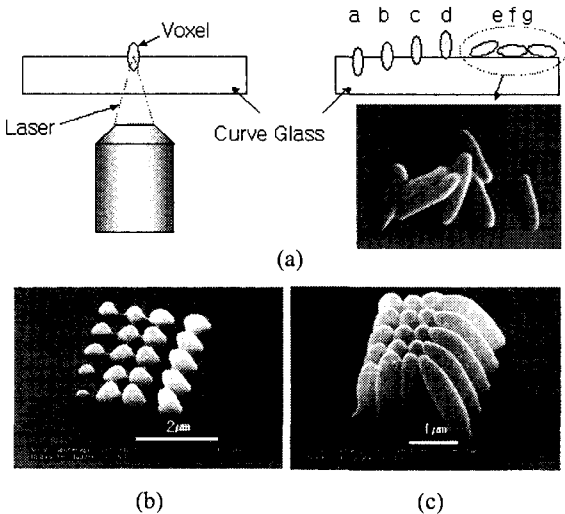 Voxel
Laser
Curve Glass
a b c d e f g
(a)
2㎛
1㎛
(b) (c)